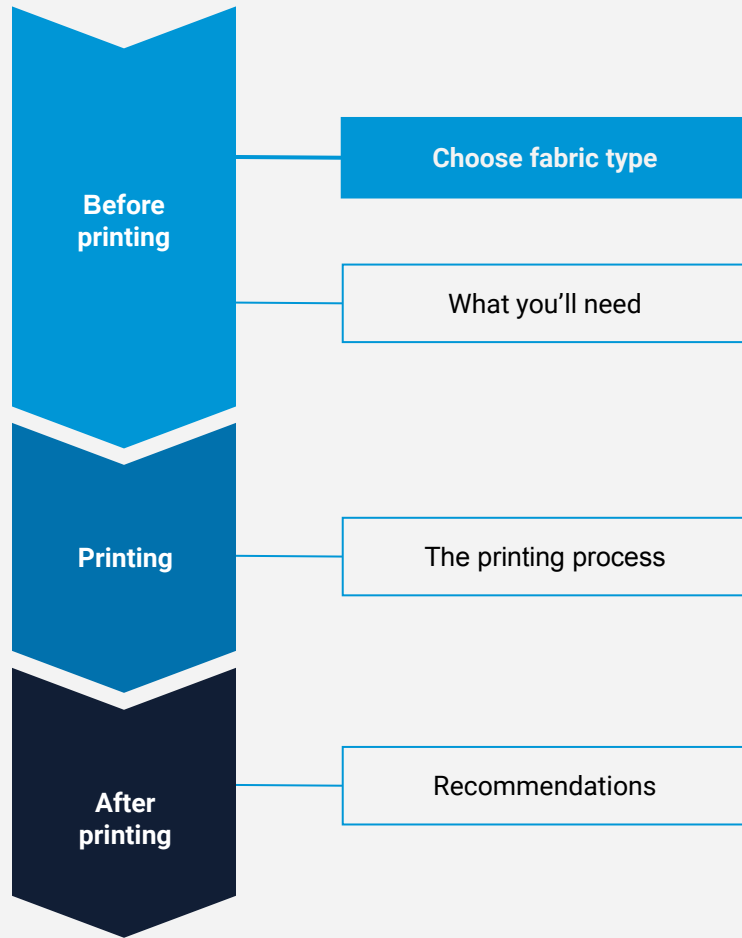 Before
printing
Choose fabric type
What you’ll need
Printing
The printing process
After
printing
Recommendations